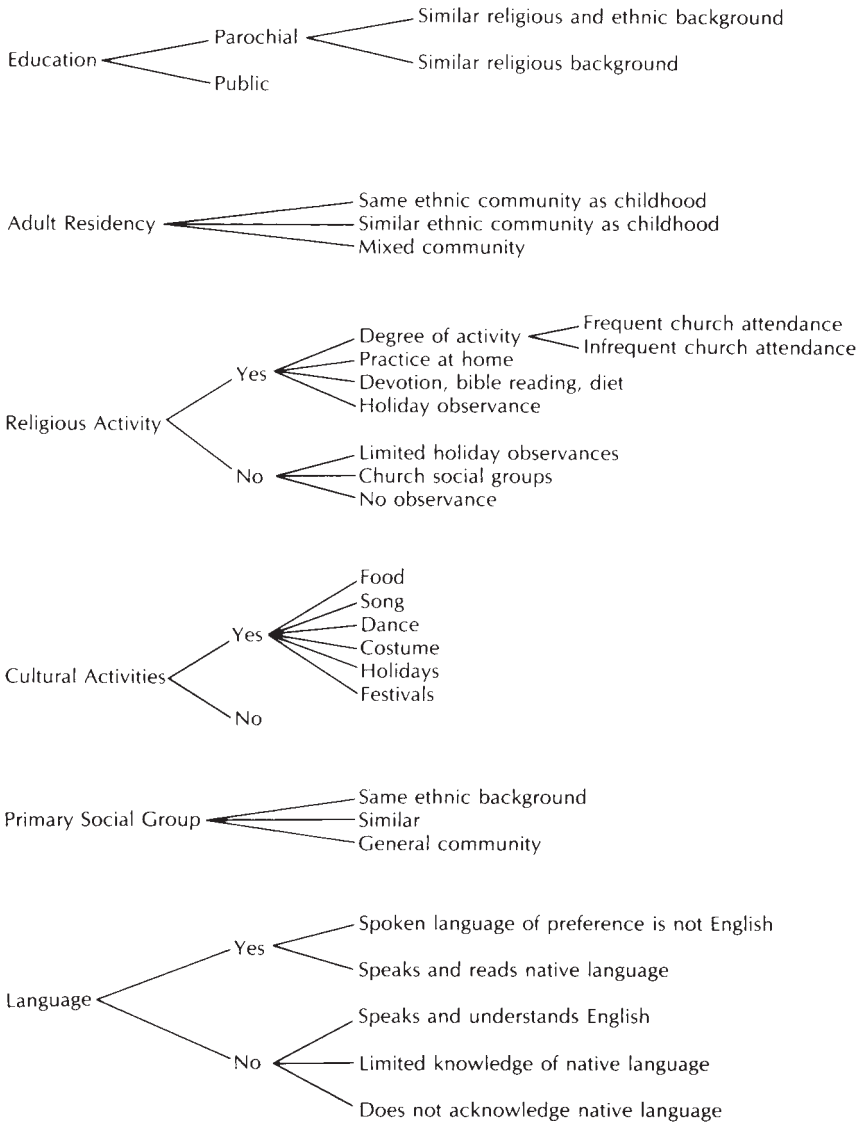 Education
Parochial
Similar religious and ethnic background
Similar religious background
Public
Adult Residency
Same ethnic community as childhood
Similar ethnic community as childhood
Mixed community
Religious Activity
Yes
Degree of activity
Frequent church attendance
Infrequent church attendance
Practice at home
Devotion, bible reading, diet
Holiday observance
No
Limited holiday observances
Church social groups
No observance
Cultural Activities
Yes
Food
Song
Dance
Costume
Holidays
Festivals
No
Primary Social Group
Same ethnic background
Similar
General community
Language
Yes
Spoken language of preference is not English
Speaks and reads native language
No
Speaks and understands English
Limited knowledge of native language
Does not acknowledge native language